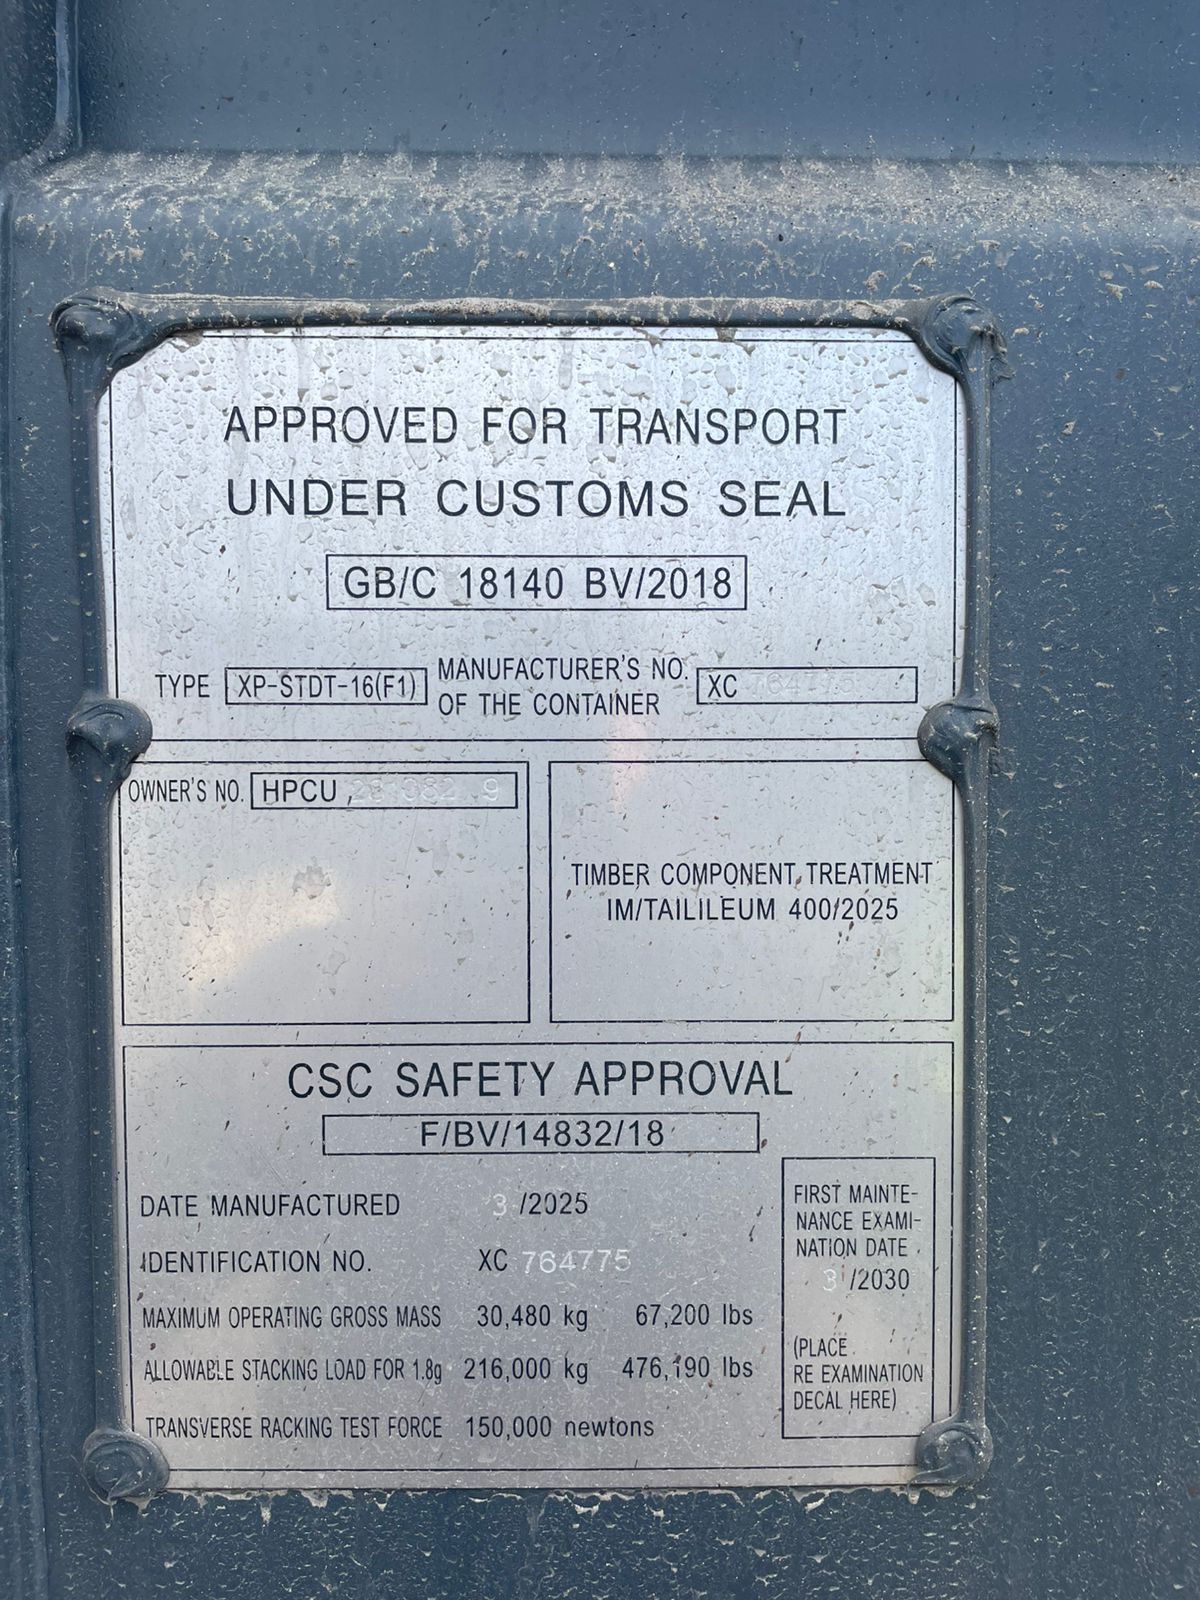 APPROVED FOR TRANSPORT
UNDER CUSTOMS SEAL
GB/C 18140 BV/2018
TYPE XP-STDT-16(F1)
MANUFACTURER'S NO.
OF THE CONTAINER
XC 764775
OWNER'S NO. HPCU
TIMBER COMPONENT TREATMENT
IM/TAILILEUM 400/2025
CSC SAFETY APPROVAL
F/BV/14832/18
DATE MANUFACTURED 3 /2025
IDENTIFICATION NO. XC 764775
MAXIMUM OPERATING GROSS MASS 30,480 kg 67,200 lbs
ALLOWABLE STACKING LOAD FOR 1.8g 216,000 kg 476,190 lbs
TRANSVERSE RACKING TEST FORCE 150,000 newtons
FIRST MAINTE-
NANCE EXAMI-
NATION DATE
3 /2030
(PLACE
RE EXAMINATION
DECAL HERE)